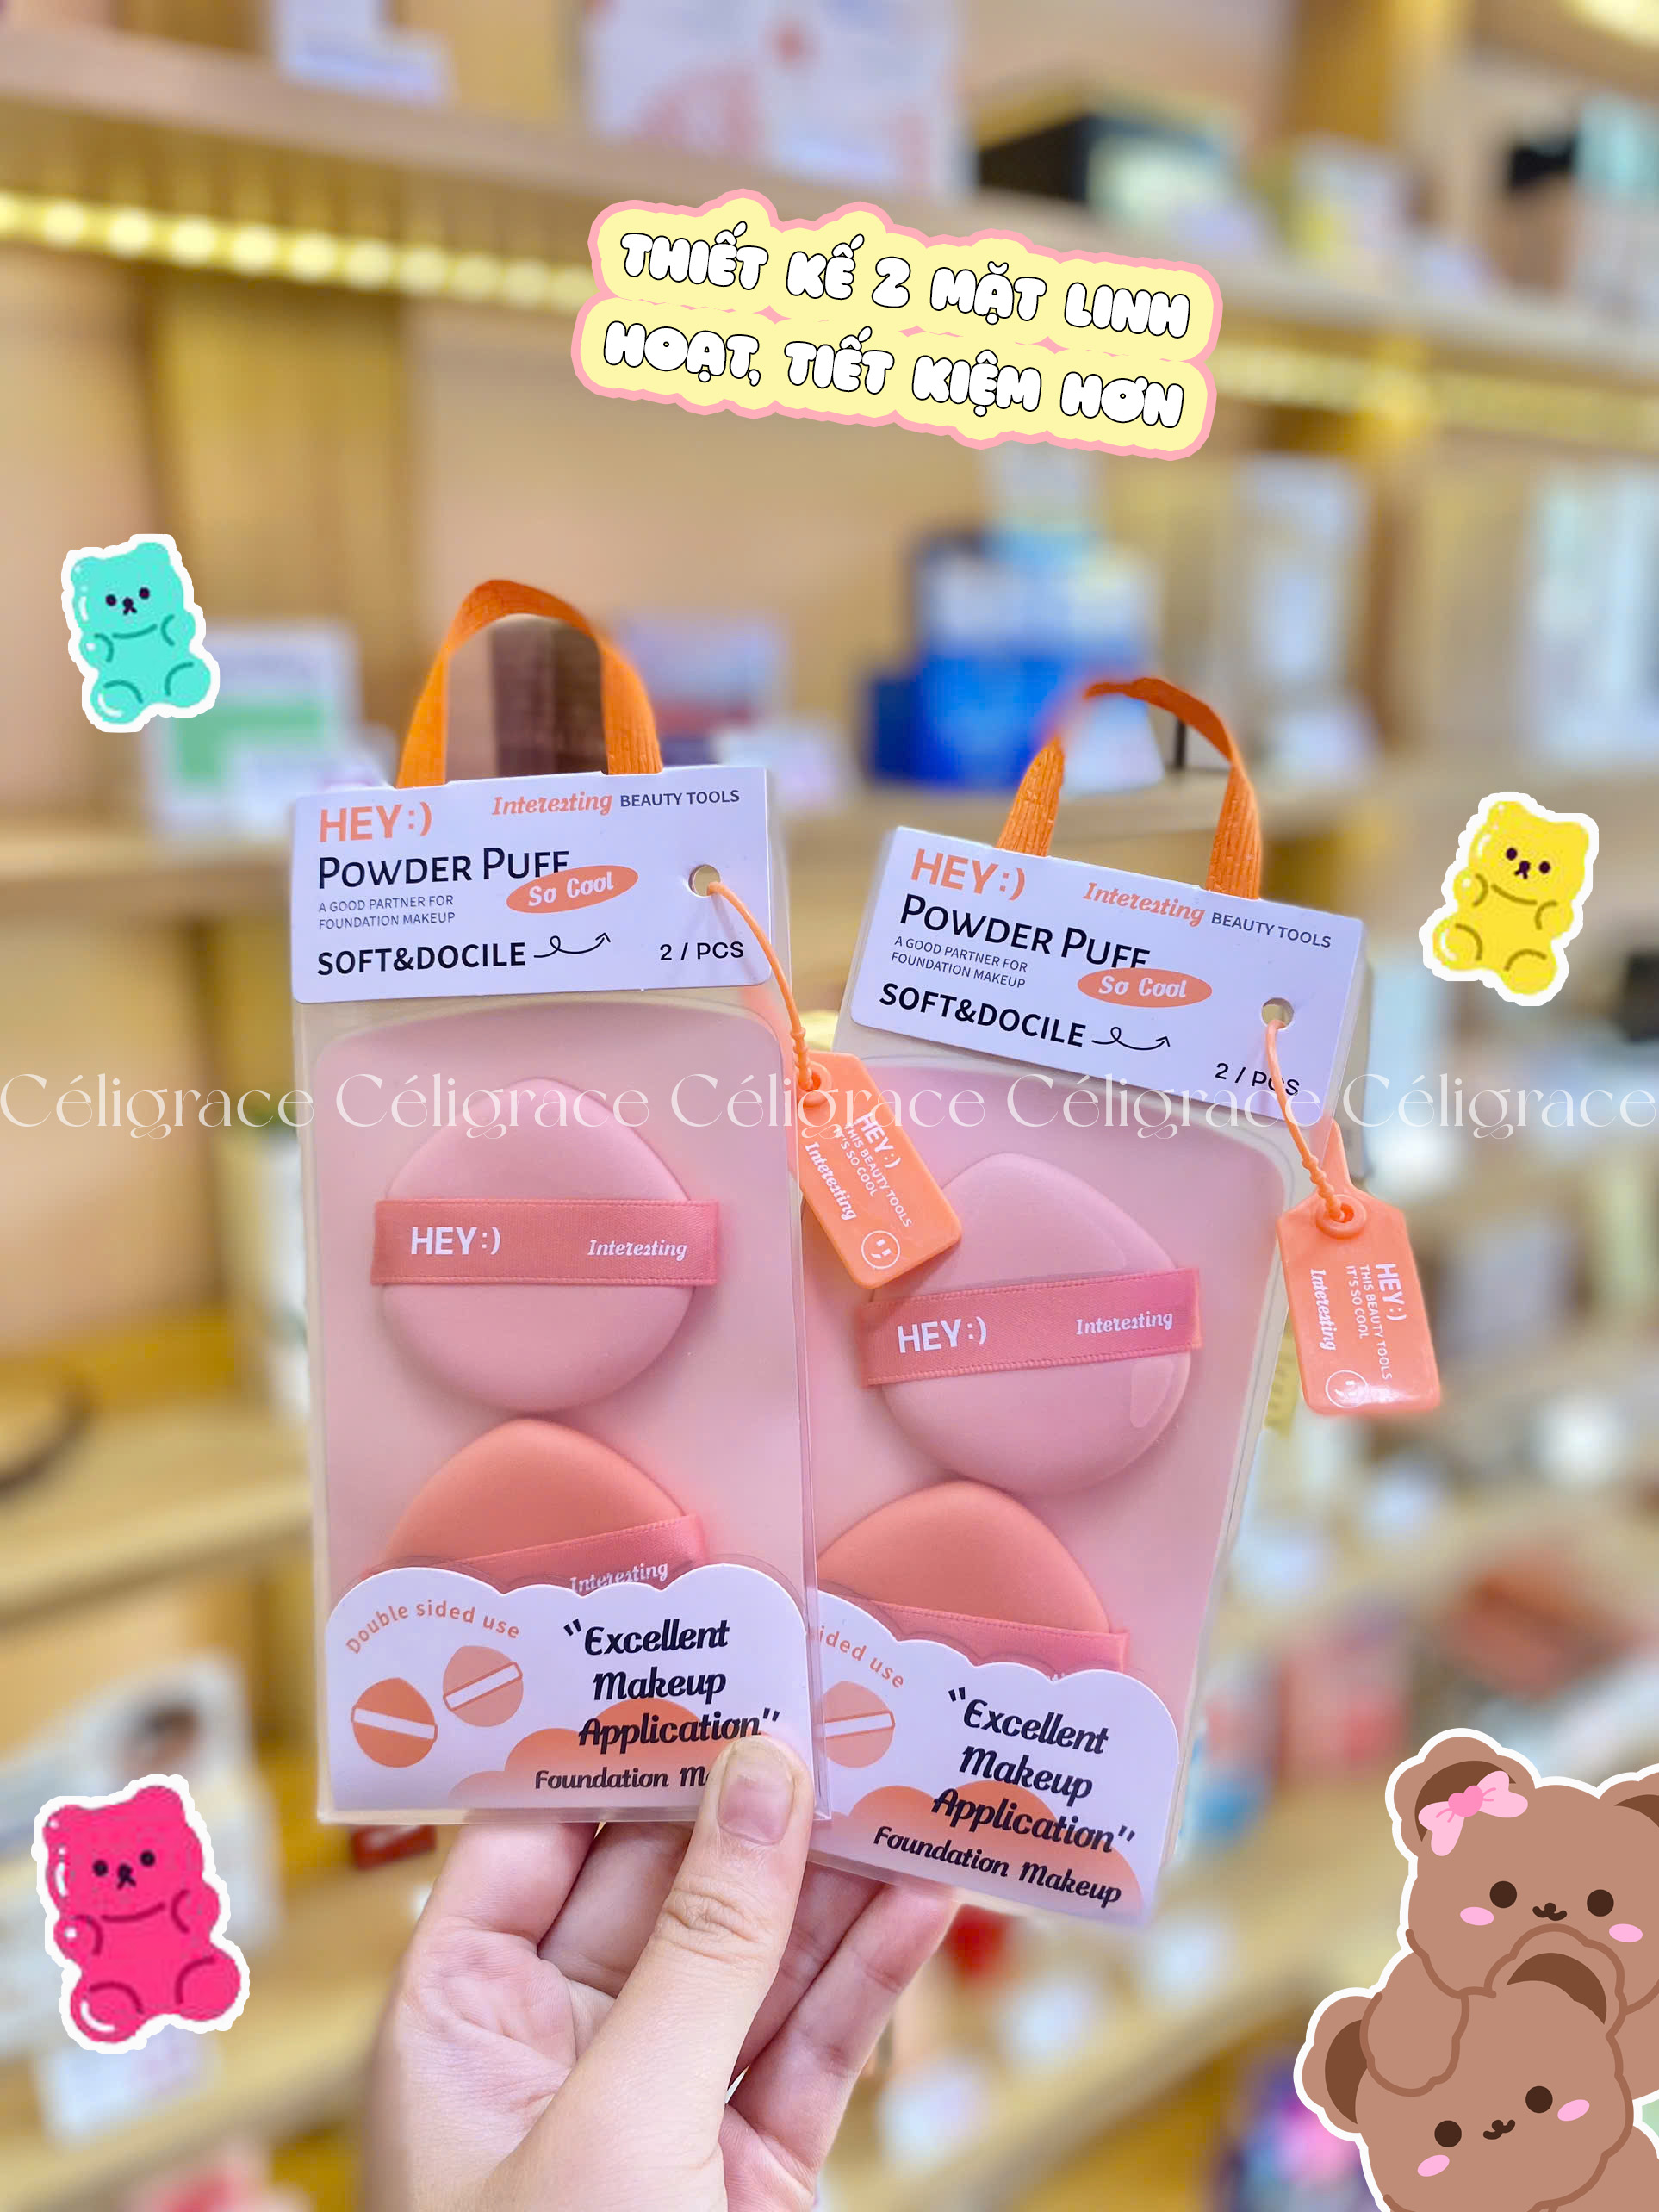 THIẾT KẾ 2 MẶT LINH
HOẠT, TIẾT KIỆM HƠN
HEY:)
Interesting BEAUTY TOOLS
POWDER PUFF
So Cool
A GOOD PARTNER FOR
FOUNDATION MAKEUP
SOFT&DOCILE
2 / PCS
HEY:)
Interesting BEAUTY TOOLS
POWDER PUFF
So Cool
A GOOD PARTNER FOR
FOUNDATION MAKEUP
SOFT&DOCILE
2 / PCS
Céligrace Céligrace Céligrace Céligrace Céligrace
HEY:)
THIS BEAUTY TOOLS
IT'S SO COOL
Interesting
HEY:)
THIS BEAUTY TOOLS
IT'S SO COOL
Interesting
HEY:) Interesting
HEY:) Interesting
Interesting
Double sided use
"Excellent
Makeup
Application"
Foundation M
ided use
"Excellent
Makeup
Application"
Foundation Makeup